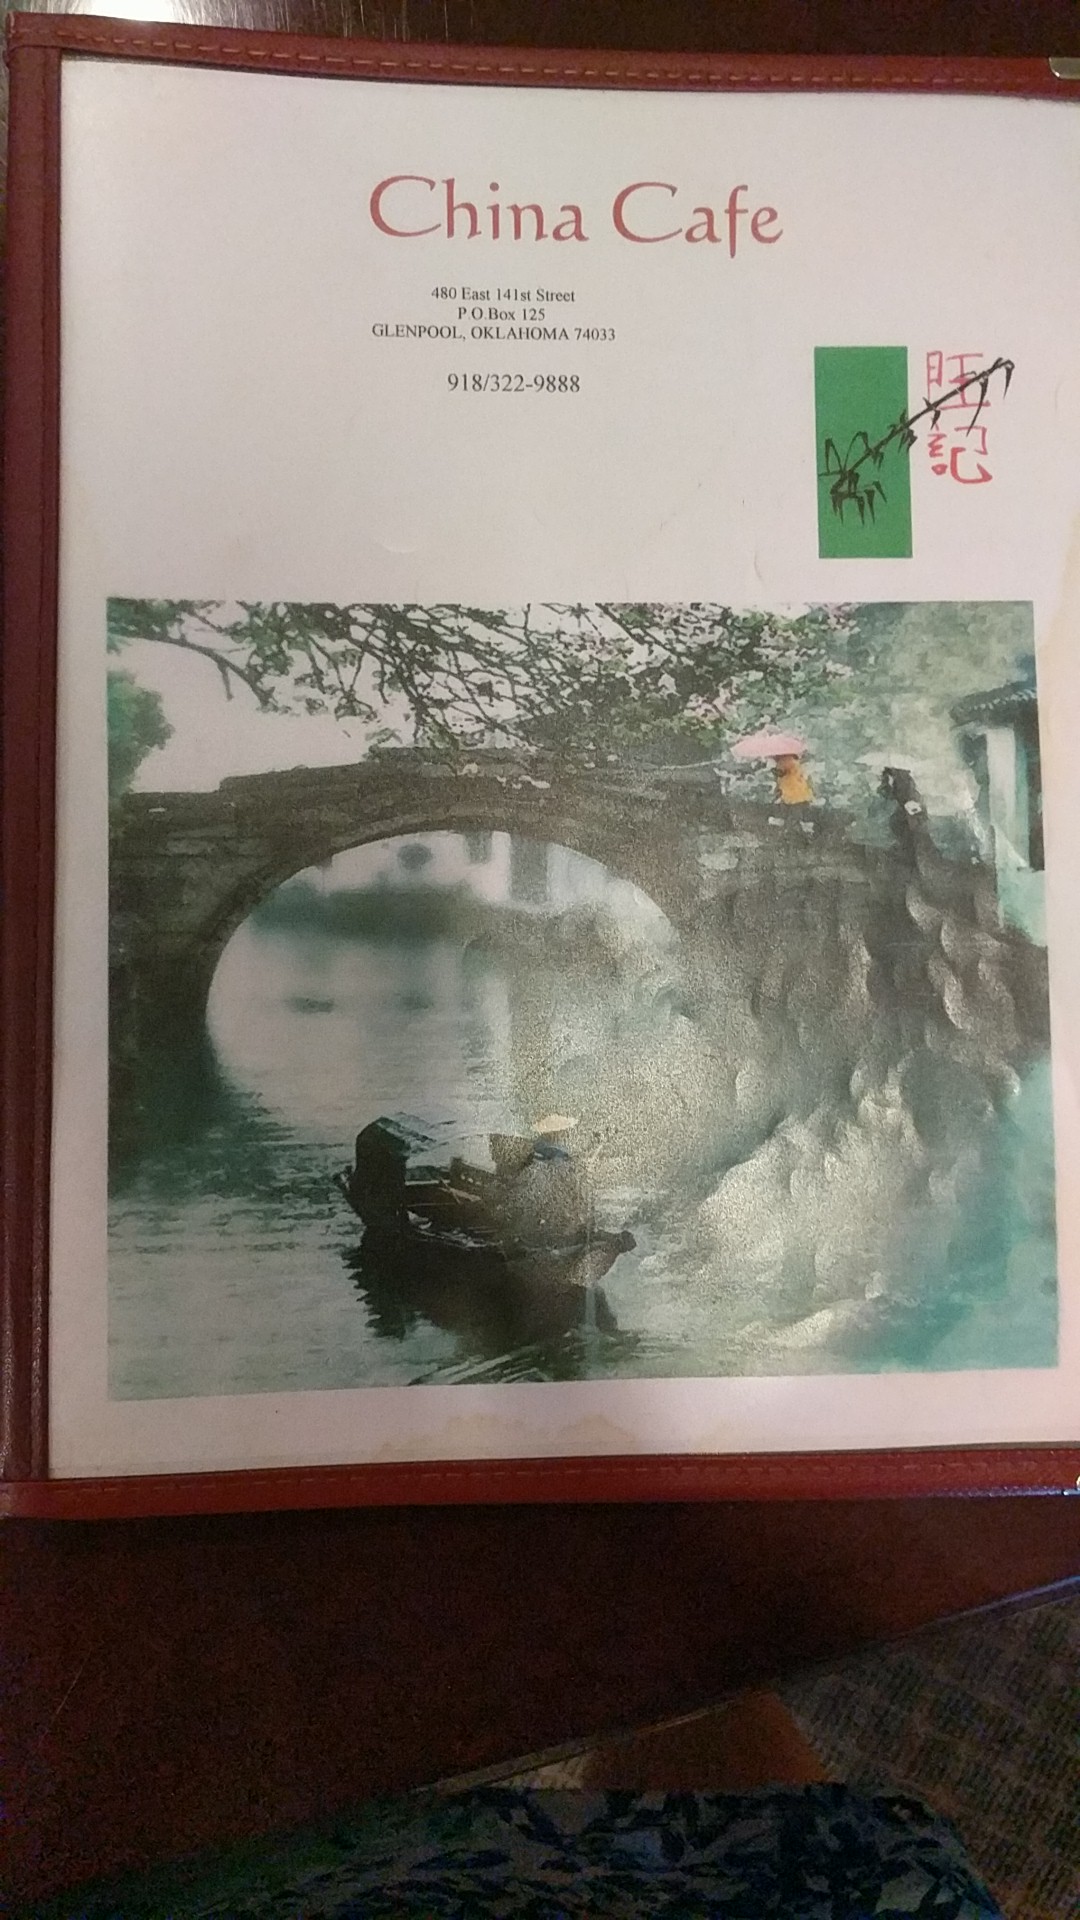 China Cafe
480 East 141st Street
P.O.Box 125
GLENPOOL, OKLAHOMA 74033
918/322-9888
旺
記